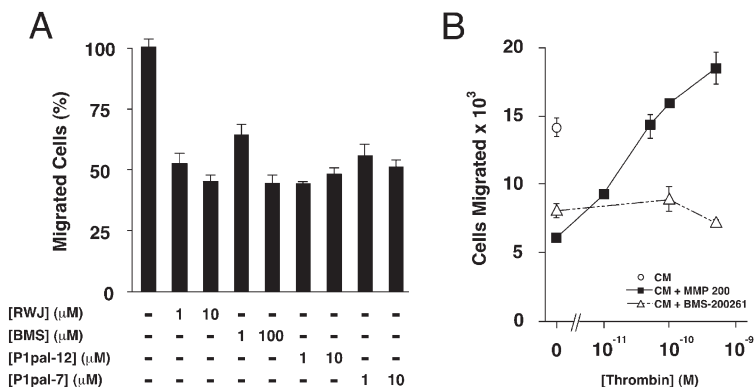 A
Migrated Cells (%)
100
75
50
25
0
[RWJ] (μM) - 1 10 - - - - - -
[BMS] (μM) - - - 1 100 - - - -
[P1pal-12] (μM) - - - - - 1 10 - -
[P1pal-7] (μM) - - - - - - - 1 10
B
Cells Migrated x 10³
20
15
10
5
0
CM
CM + MMP 200
CM + BMS-200261
0 10⁻¹¹ 10⁻¹⁰ 10⁻⁹
[Thrombin] (M)